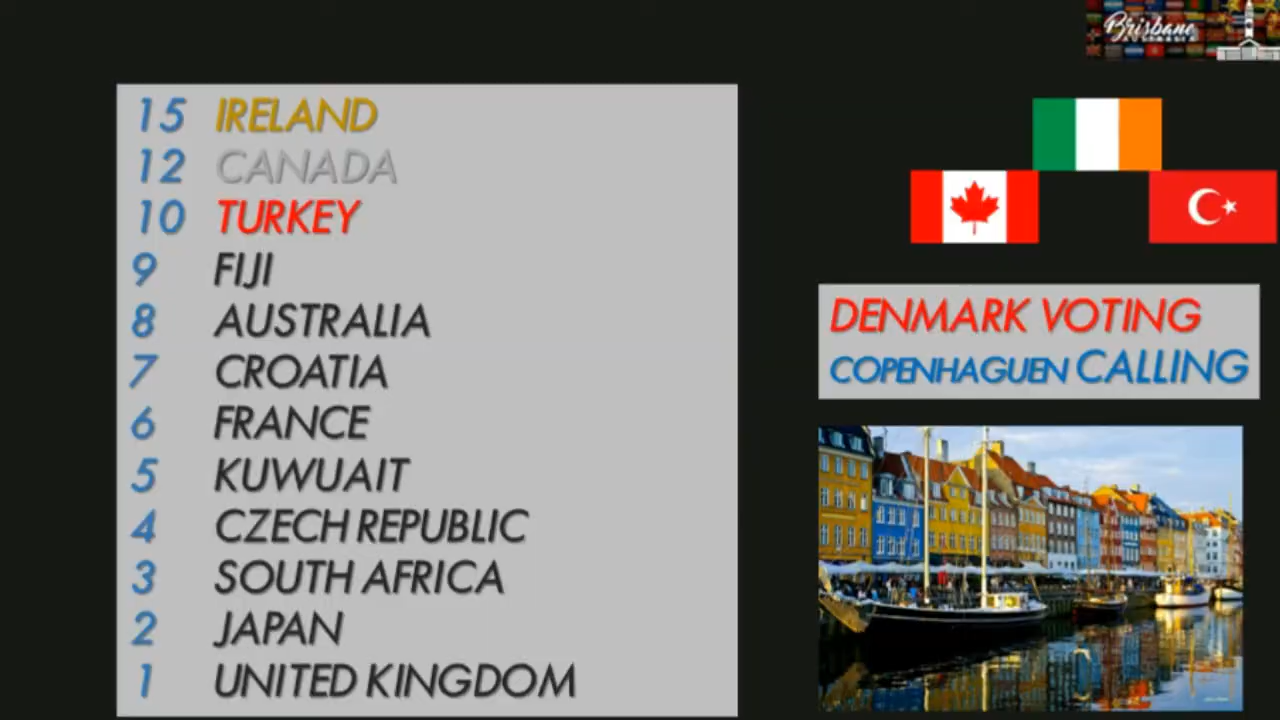 Brisbane
AUSTRALIA
15 IRELAND
12 CANADA
10 TURKEY
9 FIJI
8 AUSTRALIA
7 CROATIA
6 FRANCE
5 KUWUAIT
4 CZECH REPUBLIC
3 SOUTH AFRICA
2 JAPAN
1 UNITED KINGDOM
DENMARK VOTING
COPENHAGUEN CALLING